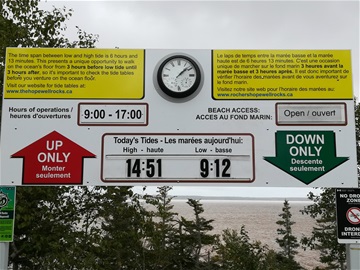 The time span between low and high tide is 6 hours and
13 minutes. This presents a unique opportunity to walk
on the ocean's floor from 3 hours before low tide until
3 hours after, so it's important to check the tide tables
before you venture on the ocean floor.
Visit our website for tide tables at:
www.thehopewellrocks.ca
Le laps de temps entre la marée basse et la marée
haute est de 6 heures 13 minutes. C'est une occasion
unique de marcher sur le fond marin 3 heures avant la
marée basse et 3 heures après. Il est donc important de
vérifier l'horaire des marées avant de vous aventurer sur
le fond marin.
Visitez notre site web pour l'horaire des marées au:
www.rochershopewellrocks.ca
Hours of operations /
heures d'ouvertures
9:00 - 17:00
BEACH ACCESS:
ACCES AU FOND MARIN:
Open / ouvert
UP
ONLY
Monter
seulement
Today's Tides - Les marées aujourd'hui:
High - haute
Low - basse
14:51
9:12
DOWN
ONLY
Descente
seulement
NO DR
ZONE
DRON
INTERDI